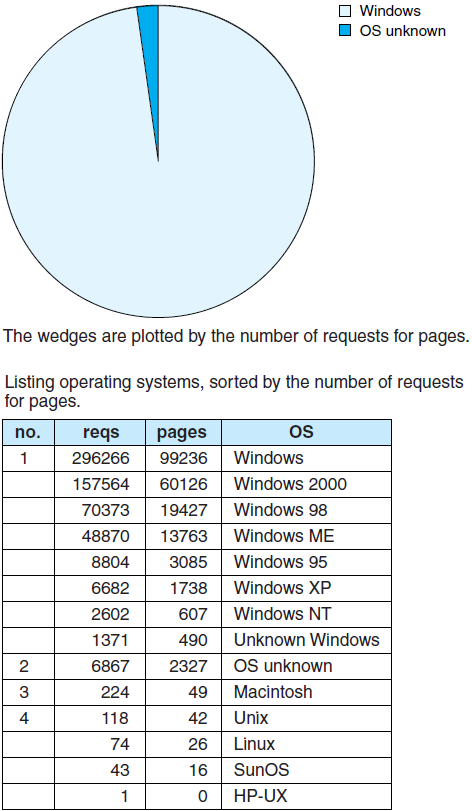 Windows
OS unknown
The wedges are plotted by the number of requests for pages.
Listing operating systems, sorted by the number of requests
for pages.
no. reqs pages OS
1 296266 99236 Windows
157564 60126 Windows 2000
70373 19427 Windows 98
48870 13763 Windows ME
8804 3085 Windows 95
6682 1738 Windows XP
2602 607 Windows NT
1371 490 Unknown Windows
2 6867 2327 OS unknown
3 224 49 Macintosh
4 118 42 Unix
74 26 Linux
43 16 SunOS
1 0 HP-UX